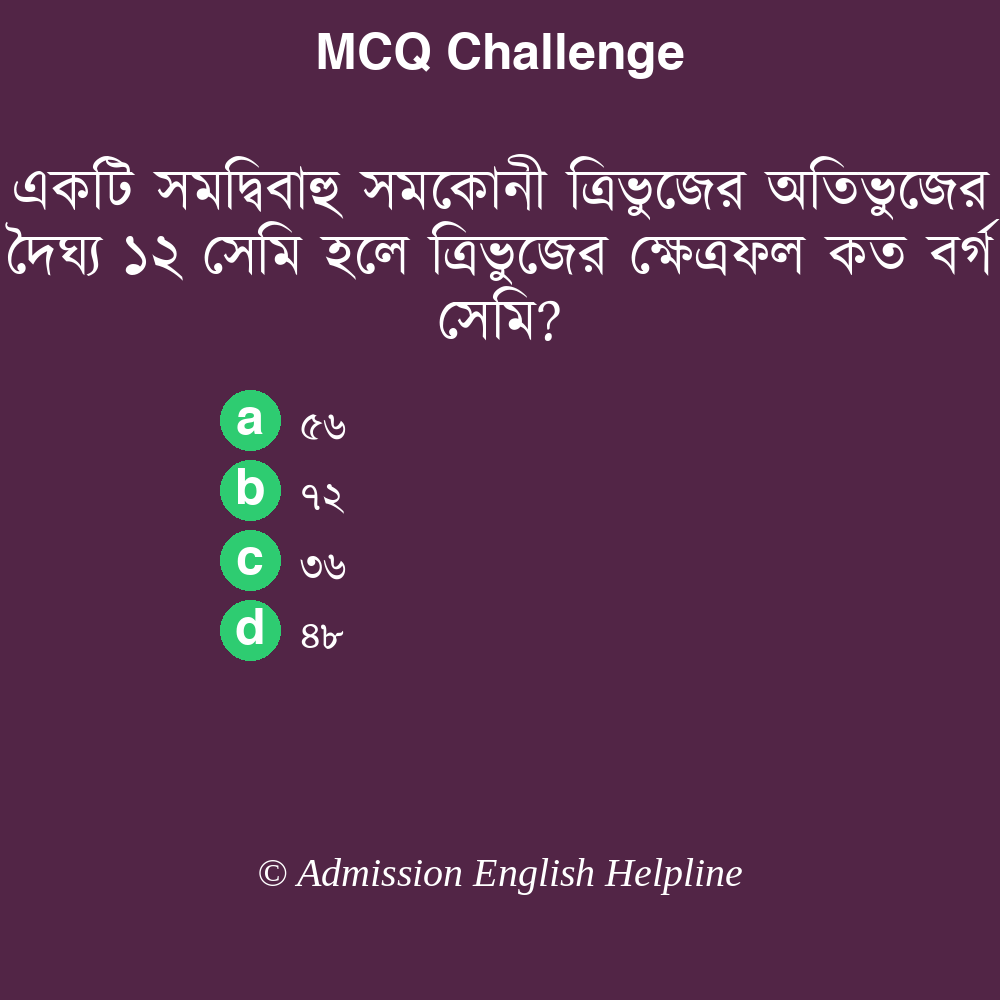 MCQ Challenge
একটি সমদ্বিবাহু সমকোনী ত্রিভুজের অতিভুজের
দৈঘ্য ১২ সেমি হলে ত্রিভুজের ক্ষেত্রফল কত বর্গ
সেমি?
a ৫৬
b ৭২
c ৩৬
d ৪৮
© Admission English Helpline